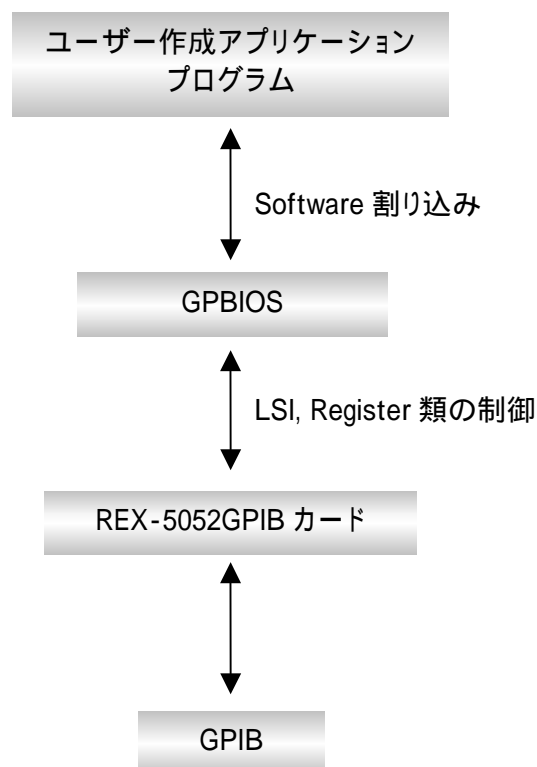 ユーザー作成アプリケーション
プログラム
Software 割り込み
GPBIOS
LSI, Register 類の制御
REX-5052GPIB カード
GPIB